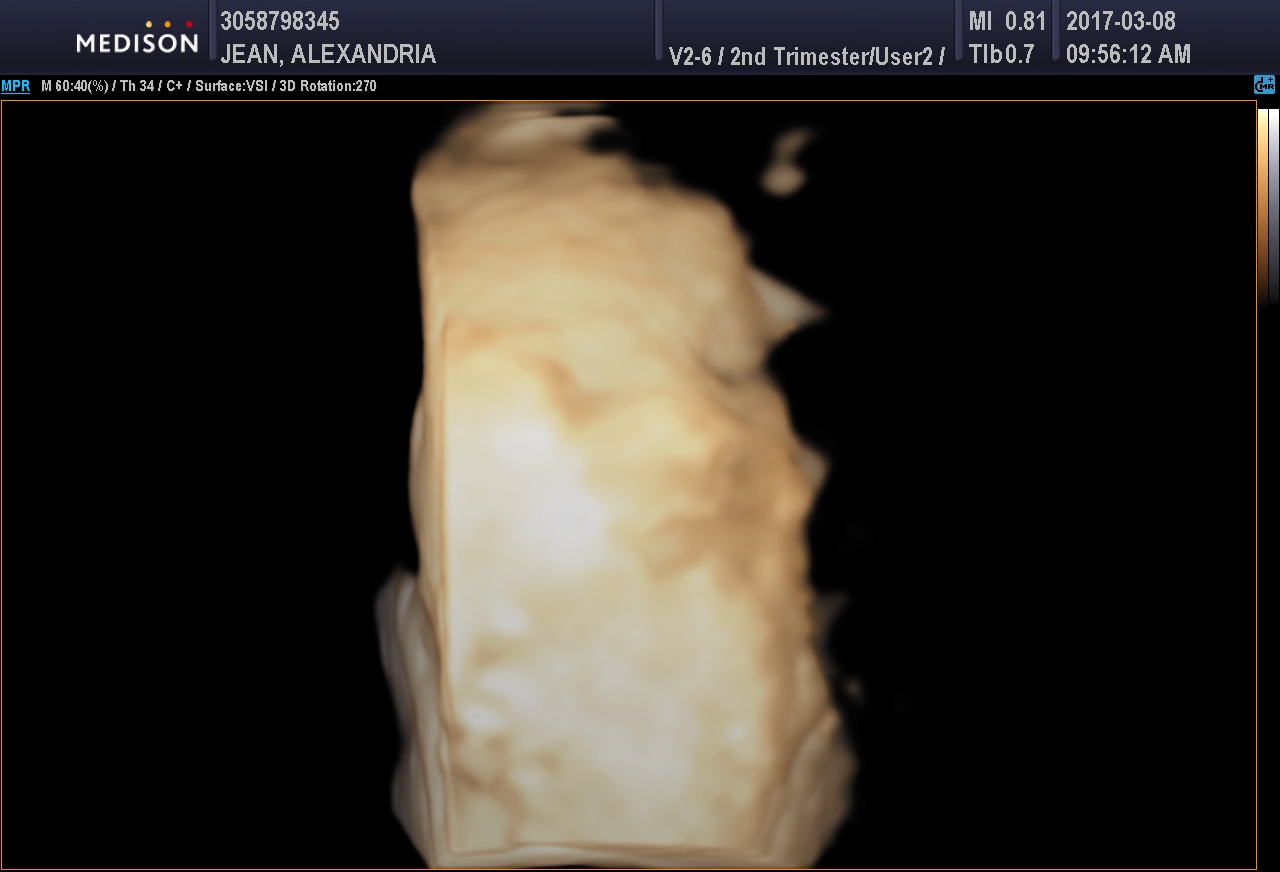 MEDISON
3058798345
JEAN, ALEXANDRIA
V2-6 / 2nd Trimester/User2 /
MI 0.81
TIb 0.7
2017-03-08
09:56:12 AM
MPR M 60:40(%) / Th 34 / C+ / Surface:VSI / 3D Rotation:270